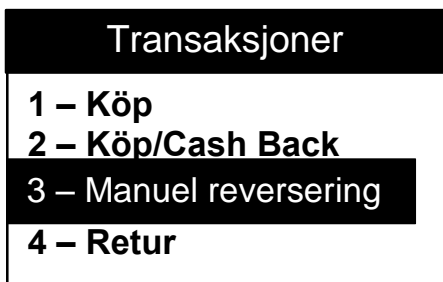 Transaksjoner
1 – Köp
2 – Köp/Cash Back
3 – Manuel reversering
4 – Retur